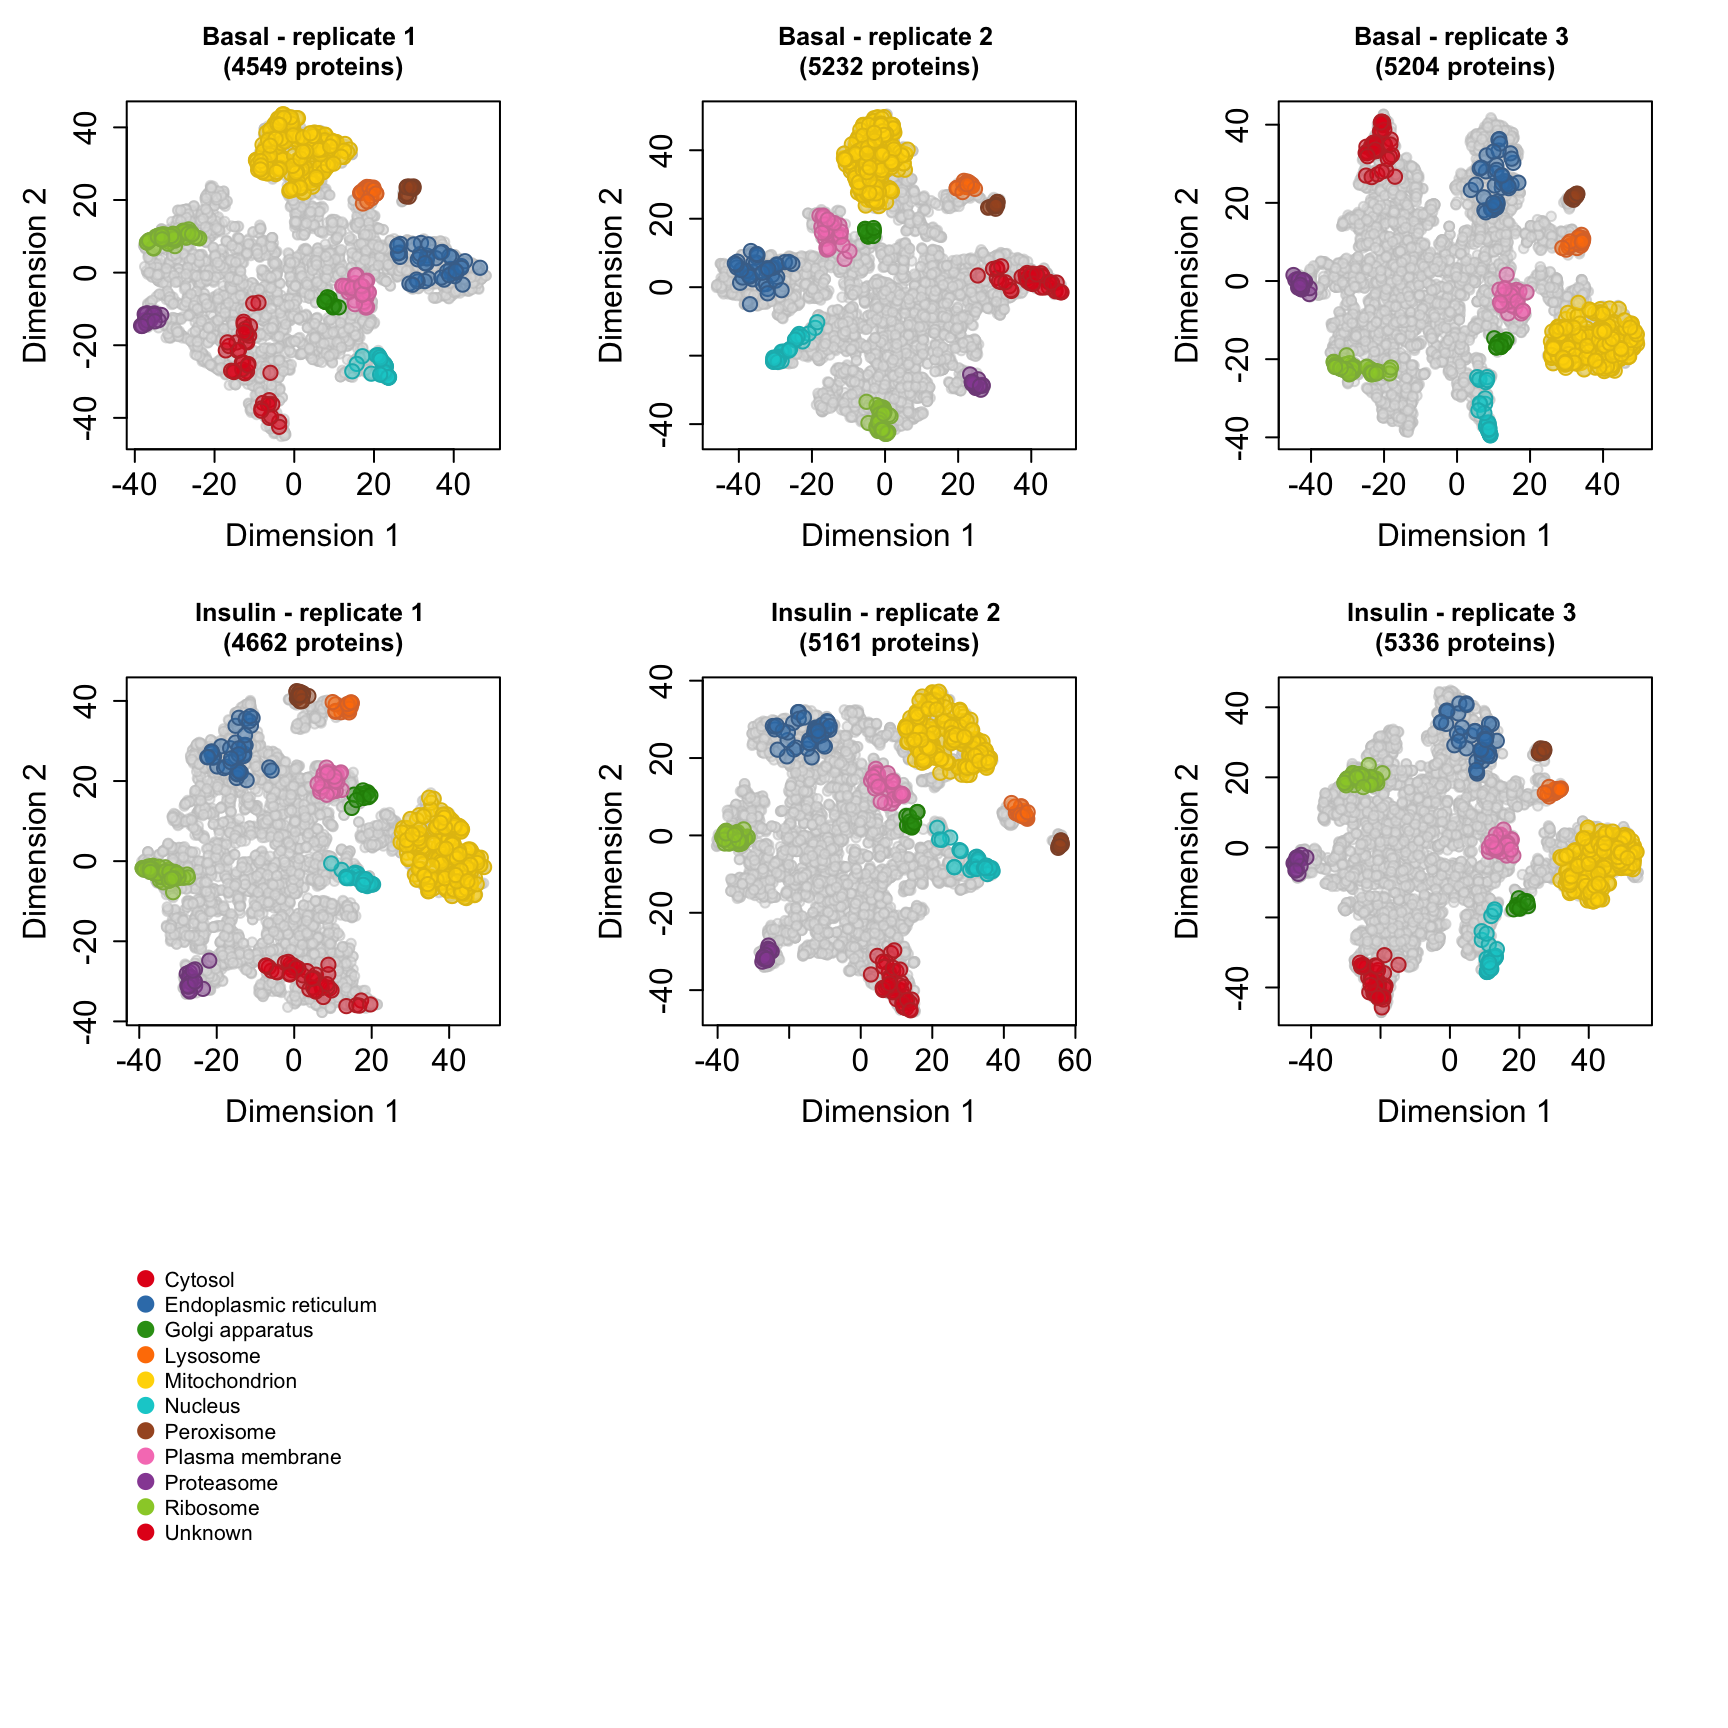 Basal - replicate 1
(4549 proteins)
Basal - replicate 2
(5232 proteins)
Basal - replicate 3
(5204 proteins)
Dimension 2
40
20
0
-20
-40
-40 -20 0 20 40
Dimension 1
Dimension 2
40
20
0
-40
-40 -20 0 20 40
Dimension 1
Dimension 2
40
20
0
-20
-40
-40 -20 0 20 40
Dimension 1
Insulin - replicate 1
(4662 proteins)
Insulin - replicate 2
(5161 proteins)
Insulin - replicate 3
(5336 proteins)
Dimension 2
40
20
0
-20
-40
-40 -20 0 20 40
Dimension 1
Dimension 2
40
20
0
-20
-40
-40 0 20 40 60
Dimension 1
Dimension 2
40
20
0
-40
-40 0 20 40
Dimension 1
Cytosol
Endoplasmic reticulum
Golgi apparatus
Lysosome
Mitochondrion
Nucleus
Peroxisome
Plasma membrane
Proteasome
Ribosome
Unknown